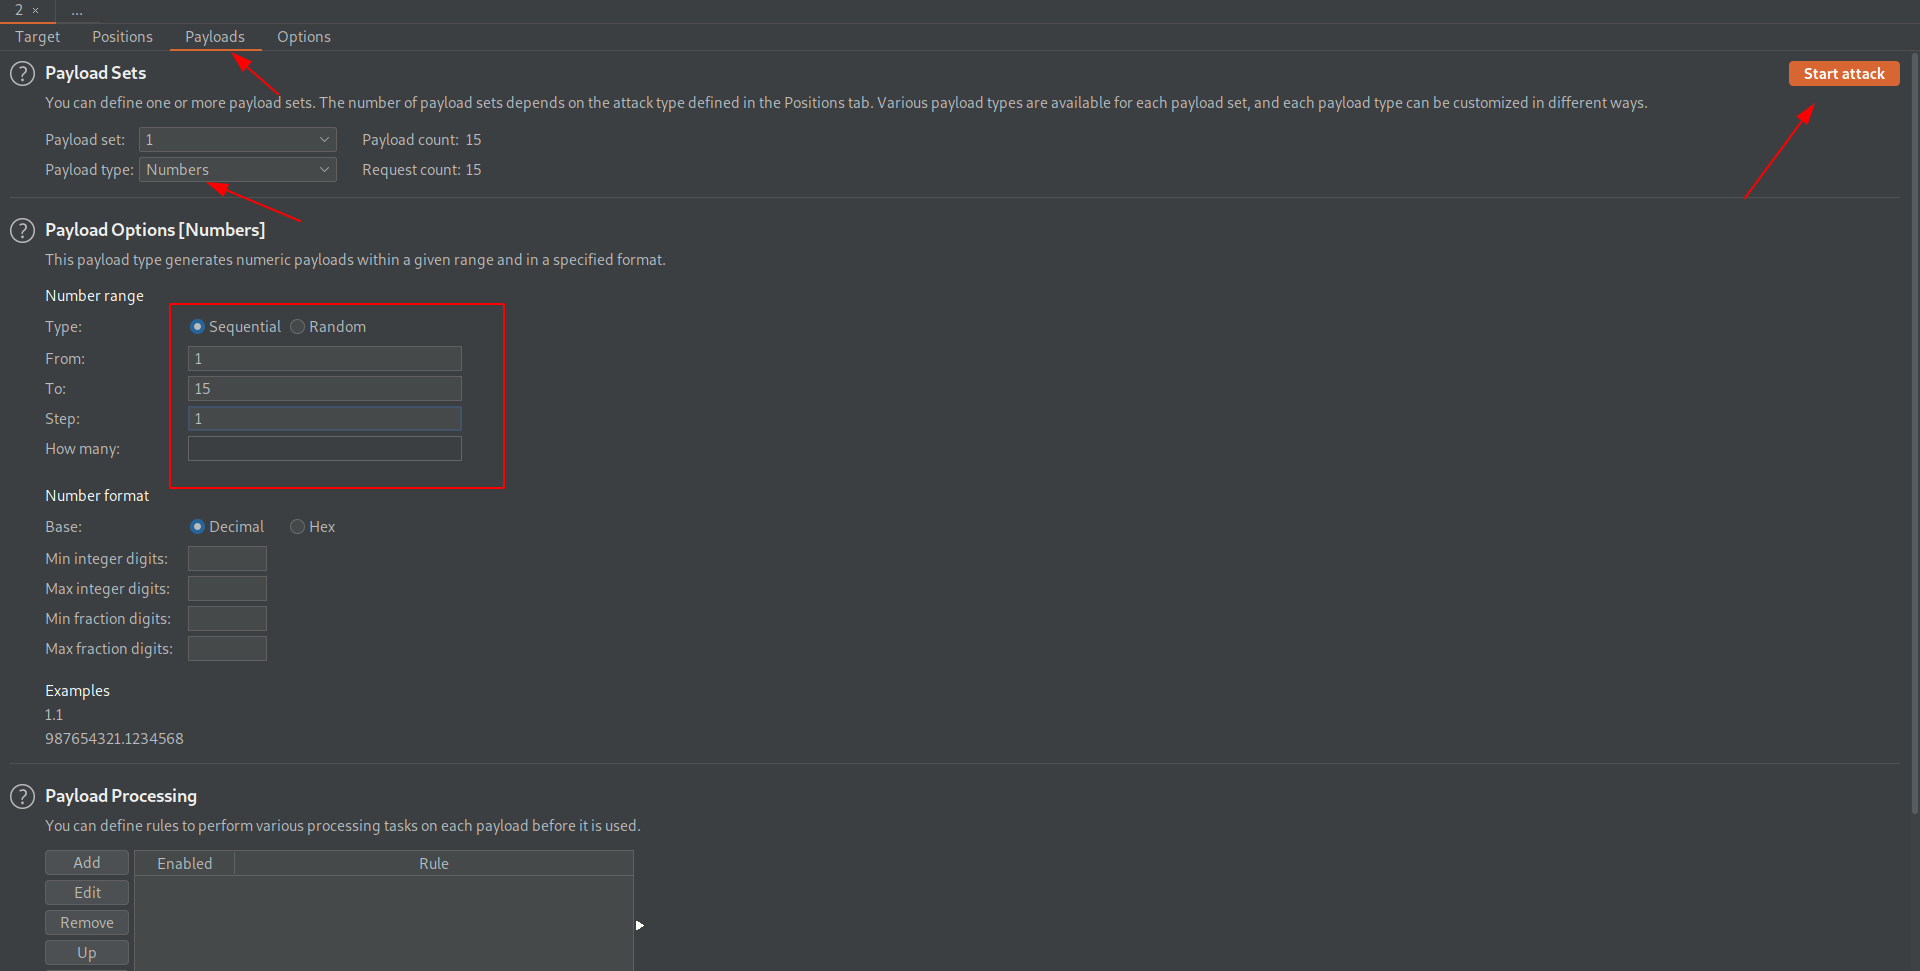 2 × ...
Target Positions Payloads Options
Payload Sets
Start attack
You can define one or more payload sets. The number of payload sets depends on the attack type defined in the Positions tab. Various payload types are available for each payload set, and each payload type can be customized in different ways.
Payload set: 1 Payload count: 15
Payload type: Numbers Request count: 15
Payload Options [Numbers]
This payload type generates numeric payloads within a given range and in a specified format.
Number range
Type: Sequential Random
From: 1
To: 15
Step: 1
How many:
Number format
Base: Decimal Hex
Min integer digits:
Max integer digits:
Min fraction digits:
Max fraction digits:
Examples
1.1
987654321.1234568
Payload Processing
You can define rules to perform various processing tasks on each payload before it is used.
Add Enabled Rule
Edit
Remove
Up